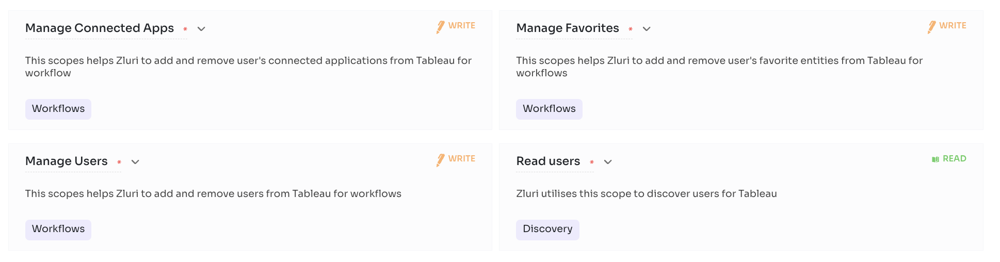 Manage Connected Apps *
WRITE
This scopes helps Zluri to add and remove user's connected applications from Tableau for
workflow
Workflows
Manage Favorites *
WRITE
This scopes helps Zluri to add and remove user's favorite entities from Tableau for
workflows
Workflows
Manage Users *
WRITE
This scopes helps Zluri to add and remove users from Tableau for workflows
Workflows
Read users *
READ
Zluri utilises this scope to discover users for Tableau
Discovery